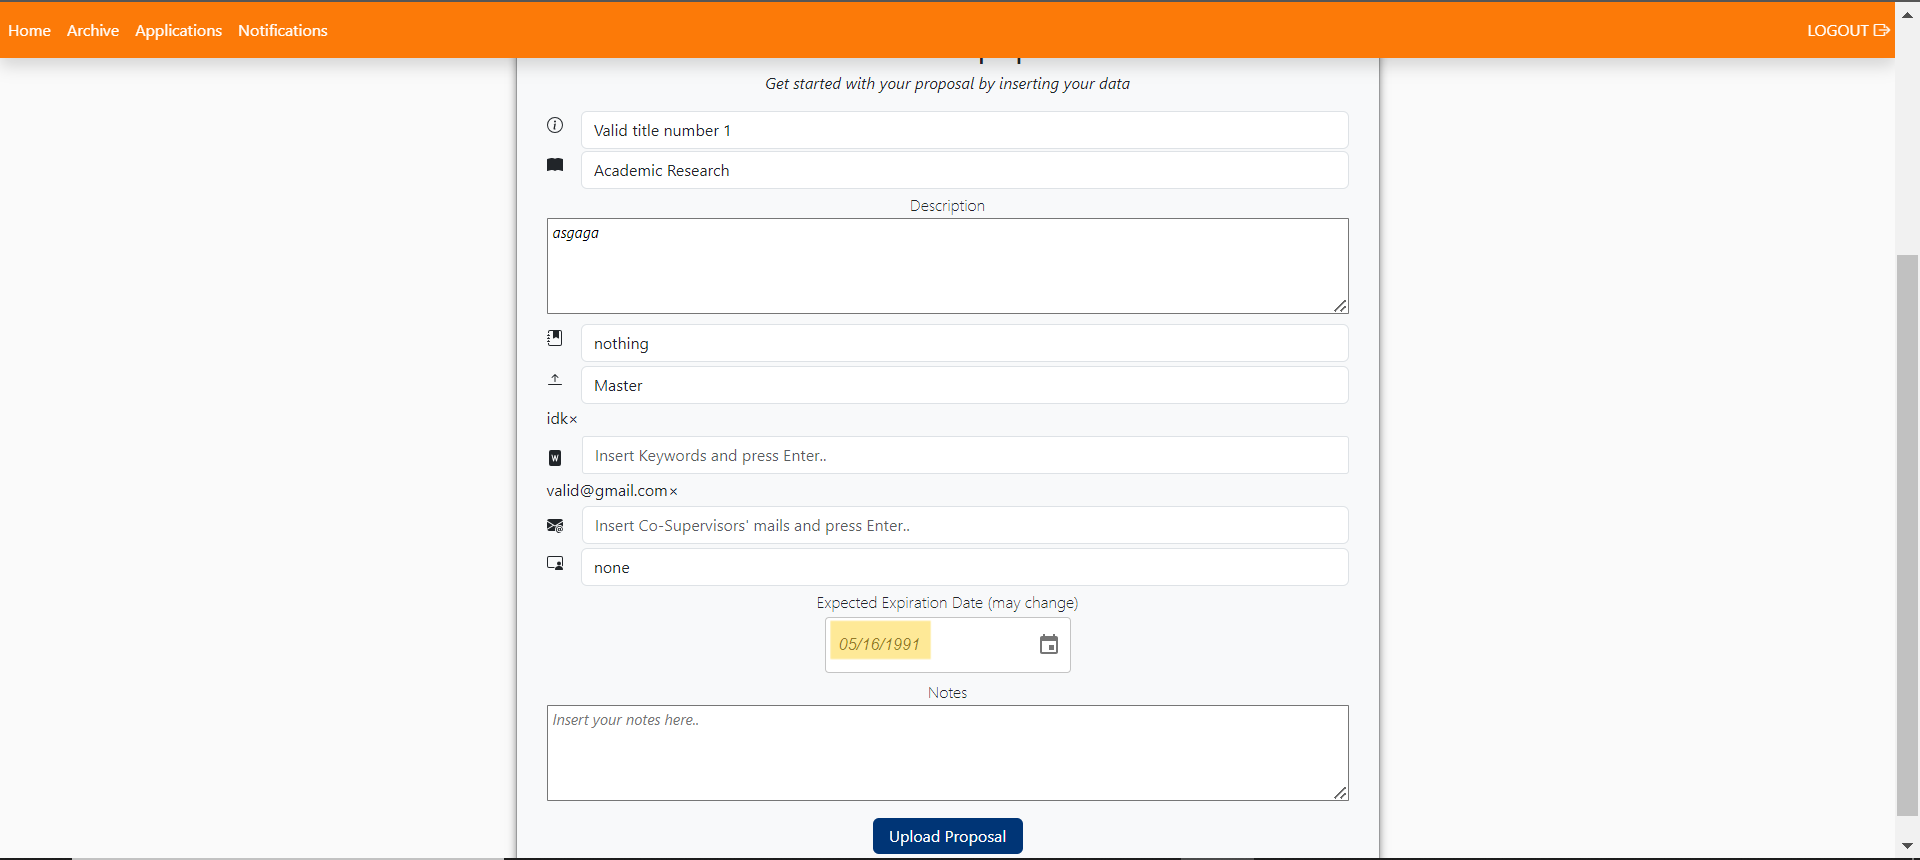 Home Archive Applications Notifications LOGOUT
Get started with your proposal by inserting your data
Valid title number 1
Academic Research
Description
asgaga
nothing
Master
idk×
W
Insert Keywords and press Enter..
valid@gmail.com×
Insert Co-Supervisors' mails and press Enter..
none
Expected Expiration Date (may change)
05/16/1991
Notes
Insert your notes here..
Upload Proposal